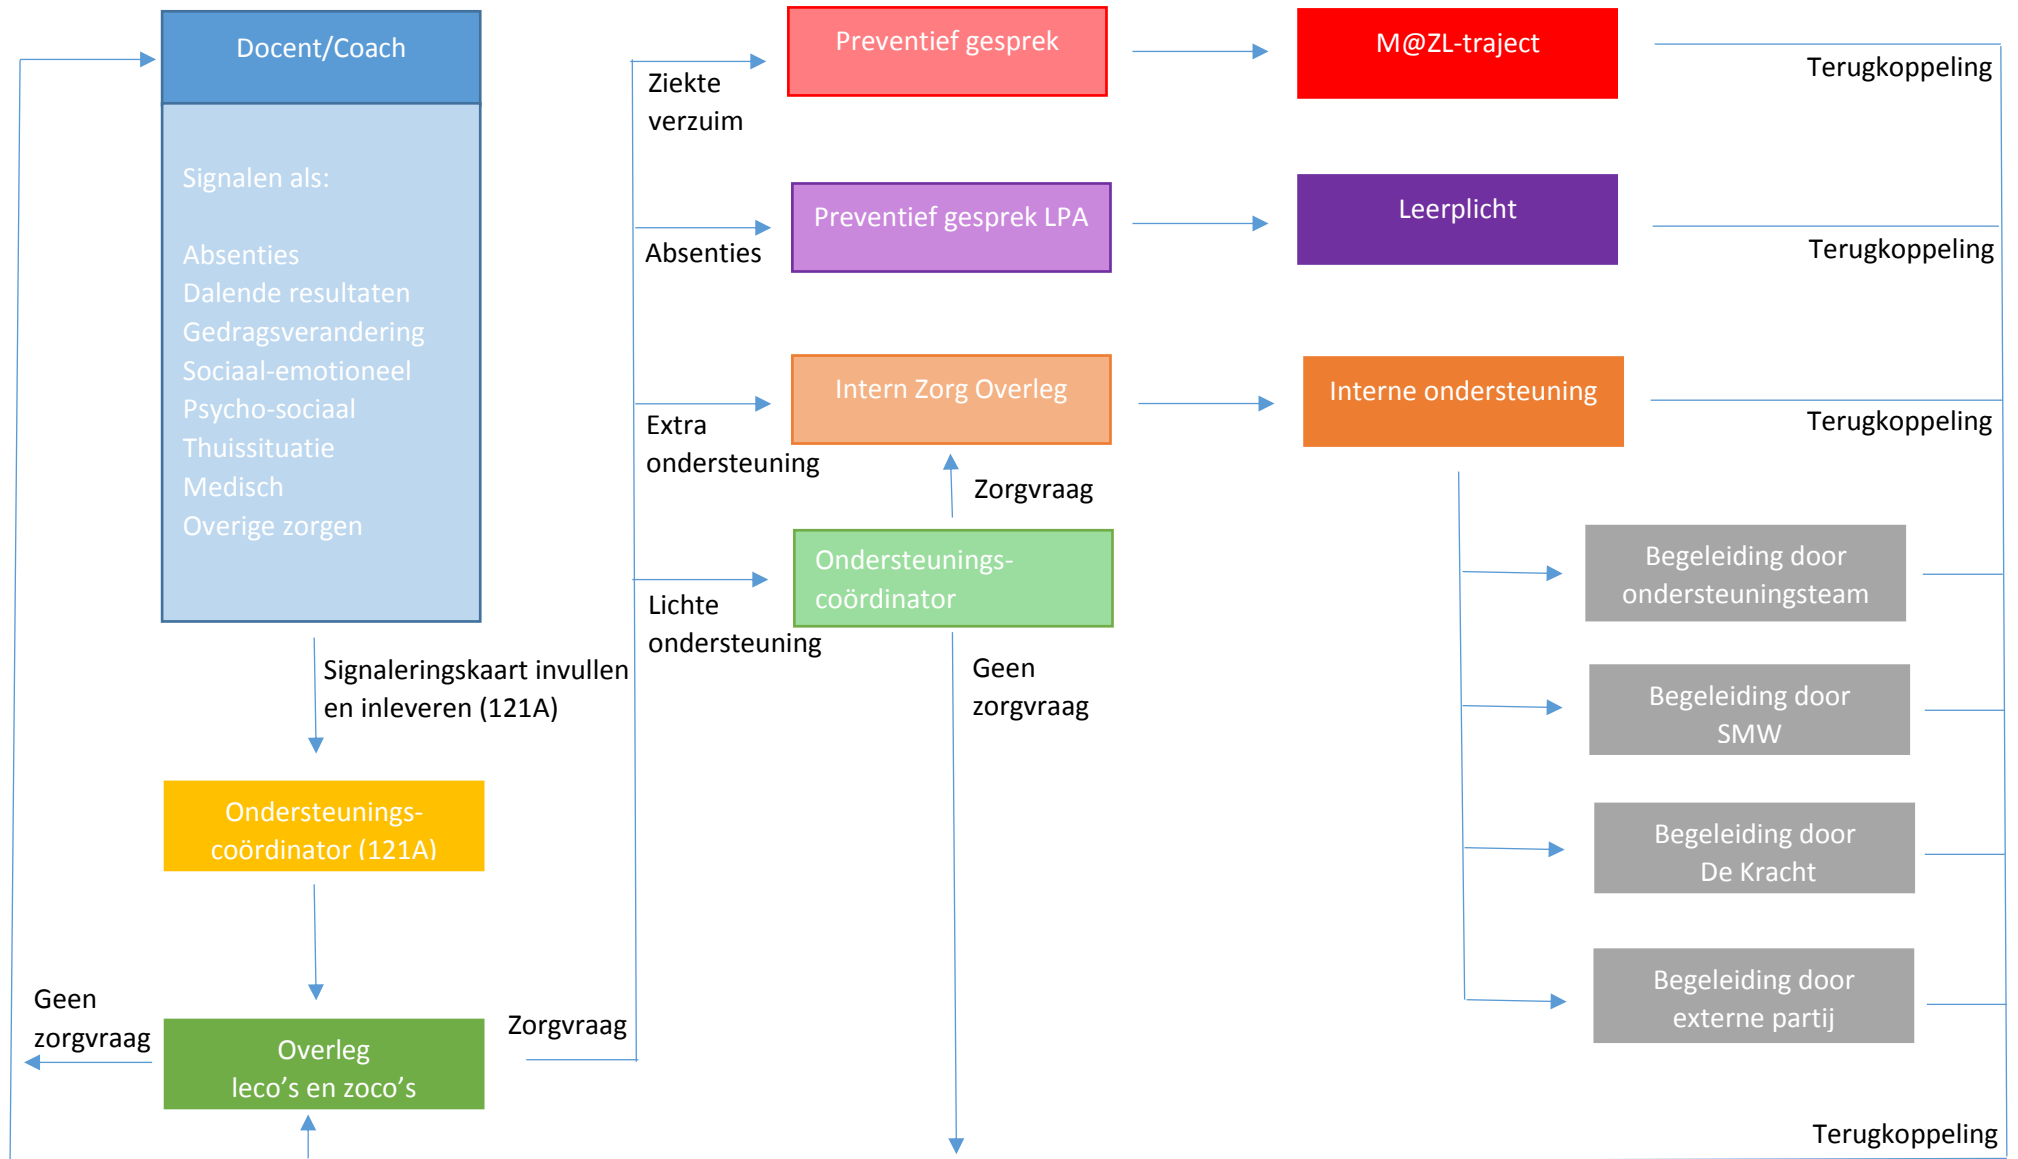 Docent/Coach
Signalen als:
Absenties
Dalende resultaten
Gedragsverandering
Sociaal-emotioneel
Psycho-sociaal
Thuissituatie
Medisch
Overige zorgen
Signaleringskaart invullen
en inleveren (121A)
Ondersteunings-
coördinator (121A)
Geen
zorgvraag
Overleg
leco’s en zoco’s
Zorgvraag
Ziekte
verzuim
Preventief gesprek
M@ZL-traject
Terugkoppeling
Absenties
Preventief gesprek LPA
Leerplicht
Terugkoppeling
Extra
ondersteuning
Intern Zorg Overleg
Interne ondersteuning
Terugkoppeling
Zorgvraag
Lichte
ondersteuning
Ondersteunings-
coördinator
Geen
zorgvraag
Begeleiding door
ondersteuningsteam
Begeleiding door
SMW
Begeleiding door
De Kracht
Begeleiding door
externe partij
Terugkoppeling